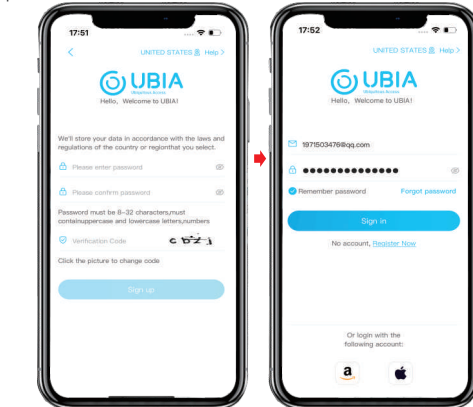 17:51
UNITED STATES Help >
UBIA
Ubiquitous Access
Hello, Welcome to UBIA!
We'll store your data in accordance with the laws and
regulations of the country or regionthat you select.
Please enter password
Please confirm password
Password must be 8-32 characters,must
containuppercase and lowercase letters,numbers
Verification Code
c b z j
Click the picture to change code
Sign up
17:52
UNITED STATES Help >
UBIA
Ubiquitous Access
Hello, Welcome to UBIA!
1971503476@qq.com
Remember password Forgot password
Sign in
No account, Register Now
Or login with the
following account:
a